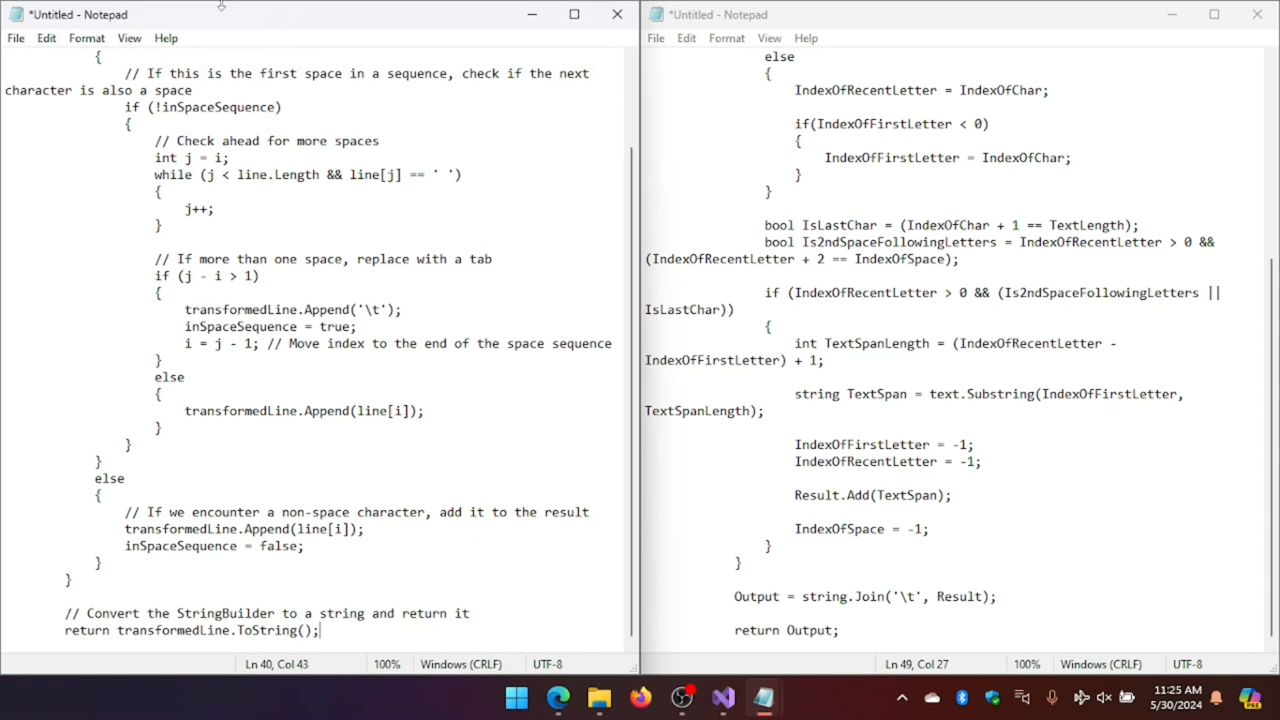 *Untitled - Notepad
File Edit Format View Help
{
// If this is the first space in a sequence, check if the next
character is also a space
if (!inSpaceSequence)
{
// Check ahead for more spaces
int j = i;
while (j < line.Length && line[j] == ' ')
{
j++;
}
// If more than one space, replace with a tab
if (j - i > 1)
{
transformedLine.Append('\t');
inSpaceSequence = true;
i = j - 1; // Move index to the end of the space sequence
}
else
{
transformedLine.Append(line[i]);
}
}
}
else
{
// If we encounter a non-space character, add it to the result
transformedLine.Append(line[i]);
inSpaceSequence = false;
}
}
// Convert the StringBuilder to a string and return it
return transformedLine.ToString();
Ln 40, Col 43 100% Windows (CRLF) UTF-8
*Untitled - Notepad
File Edit Format View Help
else
{
IndexOfRecentLetter = IndexOfChar;
if(IndexOfFirstLetter < 0)
{
IndexOfFirstLetter = IndexOfChar;
}
}
bool IsLastChar = (IndexOfChar + 1 == TextLength);
bool Is2ndSpaceFollowingLetters = IndexOfRecentLetter > 0 &&
(IndexOfRecentLetter + 2 == IndexOfSpace);
if (IndexOfRecentLetter > 0 && (Is2ndSpaceFollowingLetters ||
IsLastChar))
{
int TextSpanLength = (IndexOfRecentLetter -
IndexOfFirstLetter) + 1;
string TextSpan = text.Substring(IndexOfFirstLetter,
TextSpanLength);
IndexOfFirstLetter = -1;
IndexOfRecentLetter = -1;
Result.Add(TextSpan);
IndexOfSpace = -1;
}
}
Output = string.Join('\t', Result);
return Output;
Ln 49, Col 27 100% Windows (CRLF) UTF-8
11:25 AM
5/30/2024
PRE